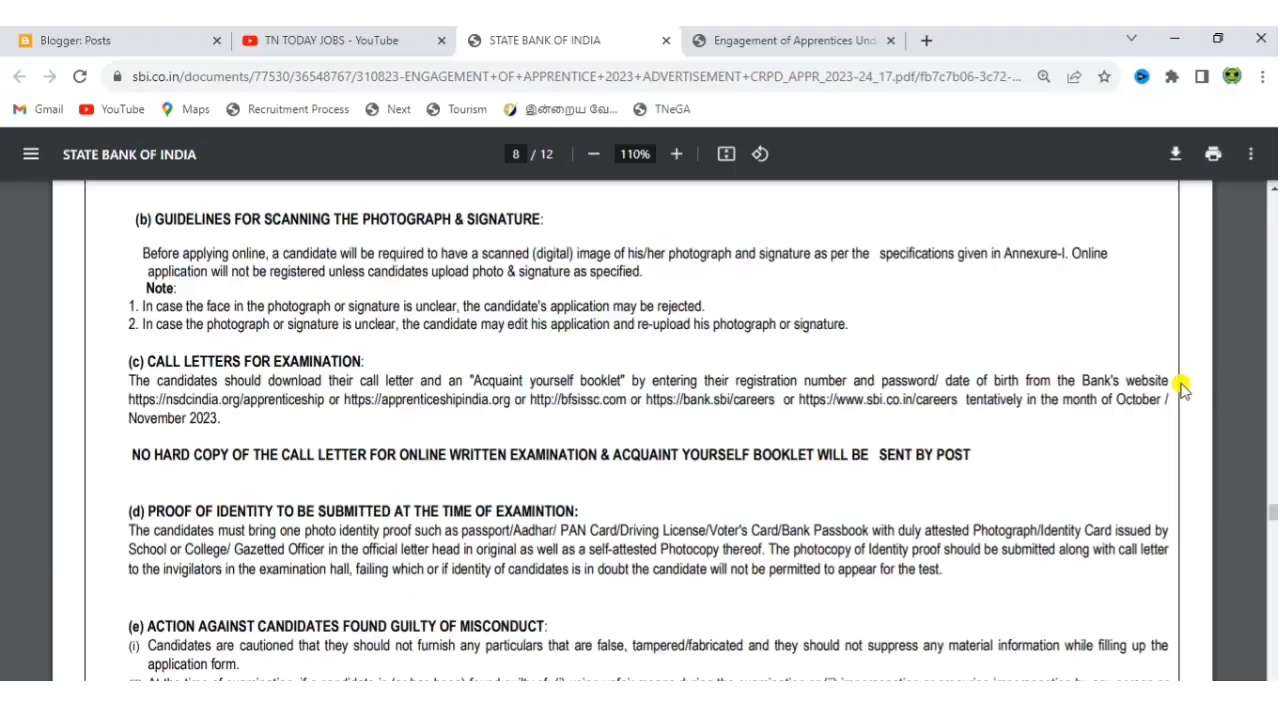 Blogger: Posts
TN TODAY JOBS - YouTube
STATE BANK OF INDIA
Engagement of Apprentices Und
sbi.co.in/documents/77530/36548767/310823-ENGAGEMENT+OF+APPRENTICE+2023+ADVERTISEMENT+CRPD_APPR_2023-24_17.pdf/fb7c7b06-3c72-...
Gmail YouTube Maps Recruitment Process Next Tourism இன்றைய வே... TNeGA
STATE BANK OF INDIA 8 / 12 110%
(b) GUIDELINES FOR SCANNING THE PHOTOGRAPH & SIGNATURE:
Before applying online, a candidate will be required to have a scanned (digital) image of his/her photograph and signature as per the specifications given in Annexure-I. Online
application will not be registered unless candidates upload photo & signature as specified.
Note:
1. In case the face in the photograph or signature is unclear, the candidate's application may be rejected.
2. In case the photograph or signature is unclear, the candidate may edit his application and re-upload his photograph or signature.
(c) CALL LETTERS FOR EXAMINATION:
The candidates should download their call letter and an "Acquaint yourself booklet" by entering their registration number and password/ date of birth from the Bank's website
https://nsdcindia.org/apprenticeship or https://apprenticeshipindia.org or http://bfsissc.com or https://bank.sbi/careers or https://www.sbi.co.in/careers tentatively in the month of October /
November 2023.
NO HARD COPY OF THE CALL LETTER FOR ONLINE WRITTEN EXAMINATION & ACQUAINT YOURSELF BOOKLET WILL BE SENT BY POST
(d) PROOF OF IDENTITY TO BE SUBMITTED AT THE TIME OF EXAMINTION:
The candidates must bring one photo identity proof such as passport/Aadhar/ PAN Card/Driving License/Voter's Card/Bank Passbook with duly attested Photograph/Identity Card issued by
School or College/ Gazetted Officer in the official letter head in original as well as a self-attested Photocopy thereof. The photocopy of Identity proof should be submitted along with call letter
to the invigilators in the examination hall, failing which or if identity of candidates is in doubt the candidate will not be permitted to appear for the test.
(e) ACTION AGAINST CANDIDATES FOUND GUILTY OF MISCONDUCT:
(i) Candidates are cautioned that they should not furnish any particulars that are false, tampered/fabricated and they should not suppress any material information while filling up the
application form.